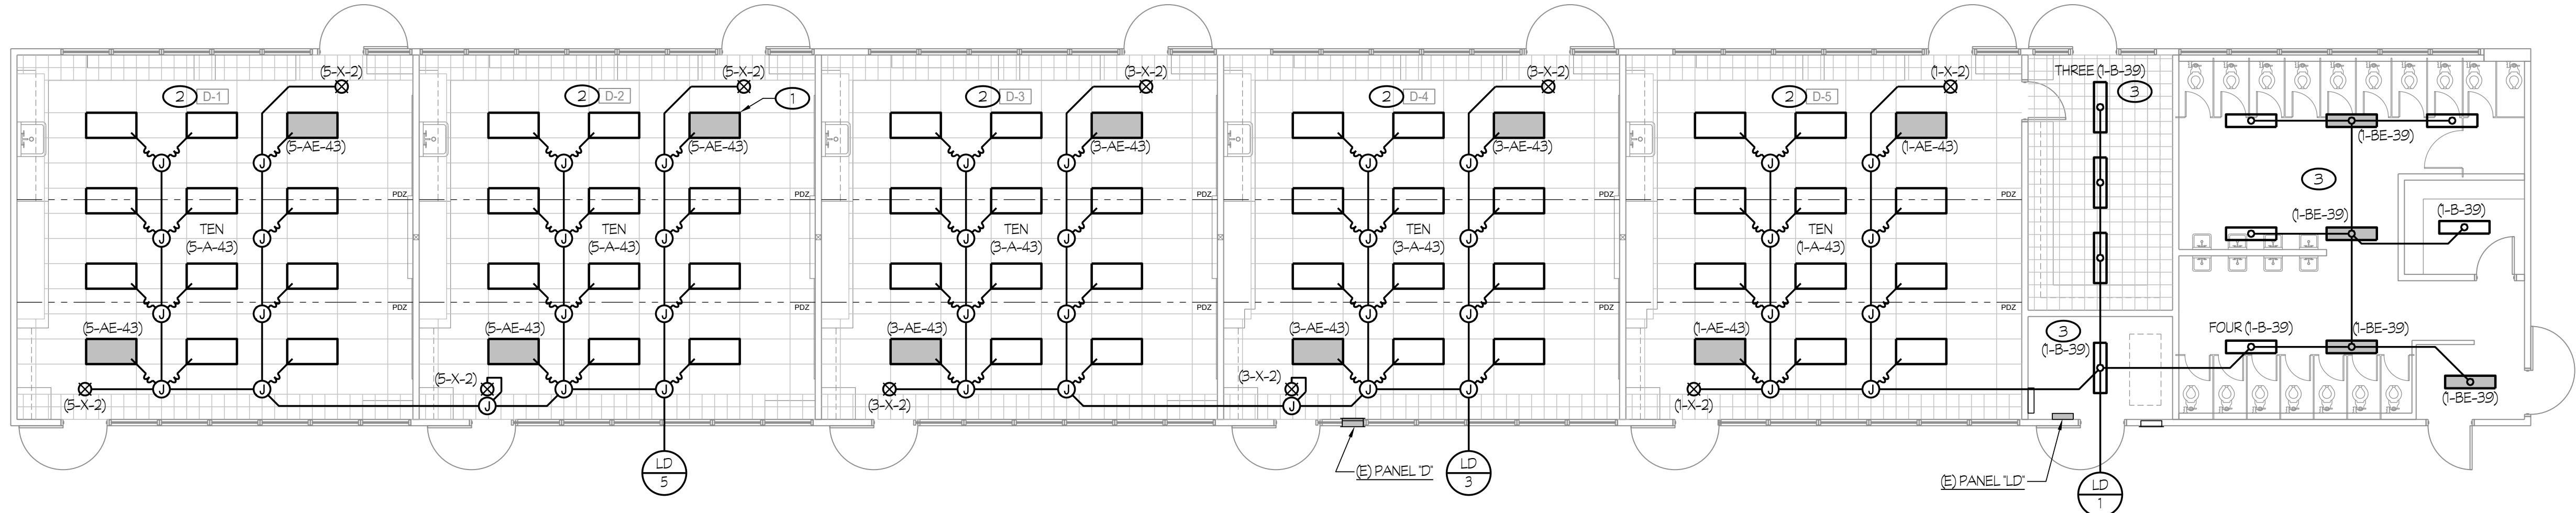 (5-X-2)
(5-X-2)
(3-X-2)
(3-X-2)
(1-X-2)
THREE (1-B-39)
2 D-1
2 D-2
1
2 D-3
2 D-4
2 D-5
3
(5-AE-43)
(5-AE-43)
(3-AE-43)
(3-AE-43)
(1-AE-43)
(1-BE-39)
J J J J J J J J J J
3
PDZ PDZ PDZ PDZ PDZ
(1-BE-39)
(1-B-39)
TEN
(5-A-43)
TEN
(5-A-43)
TEN
(3-A-43)
TEN
(3-A-43)
TEN
(1-A-43)
J J J J J J J J J J
PDZ PDZ PDZ PDZ PDZ
J J J J J J J J J J
(5-AE-43)
(5-AE-43)
(3-AE-43)
(3-AE-43)
(1-AE-43)
3
(1-B-39)
FOUR (1-B-39)
(1-BE-39)
(5-X-2)
(3-X-2)
J J J J J J J J J J
(5-X-2)
J
(3-X-2)
J
(1-X-2)
(1-BE-39)
LD
5
(E) PANEL "D"
LD
3
(E) PANEL "LD"
LD
1